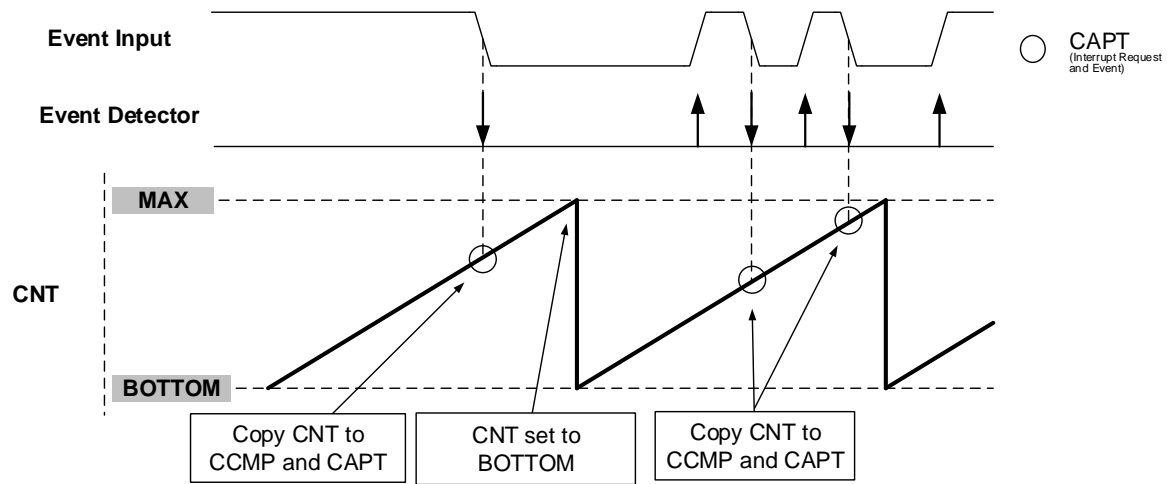 Event Input
CAPT
(Interrupt Request
and Event)
Event Detector
MAX
CNT
BOTTOM
Copy CNT to
CCMP and CAPT
CNT set to
BOTTOM
Copy CNT to
CCMP and CAPT